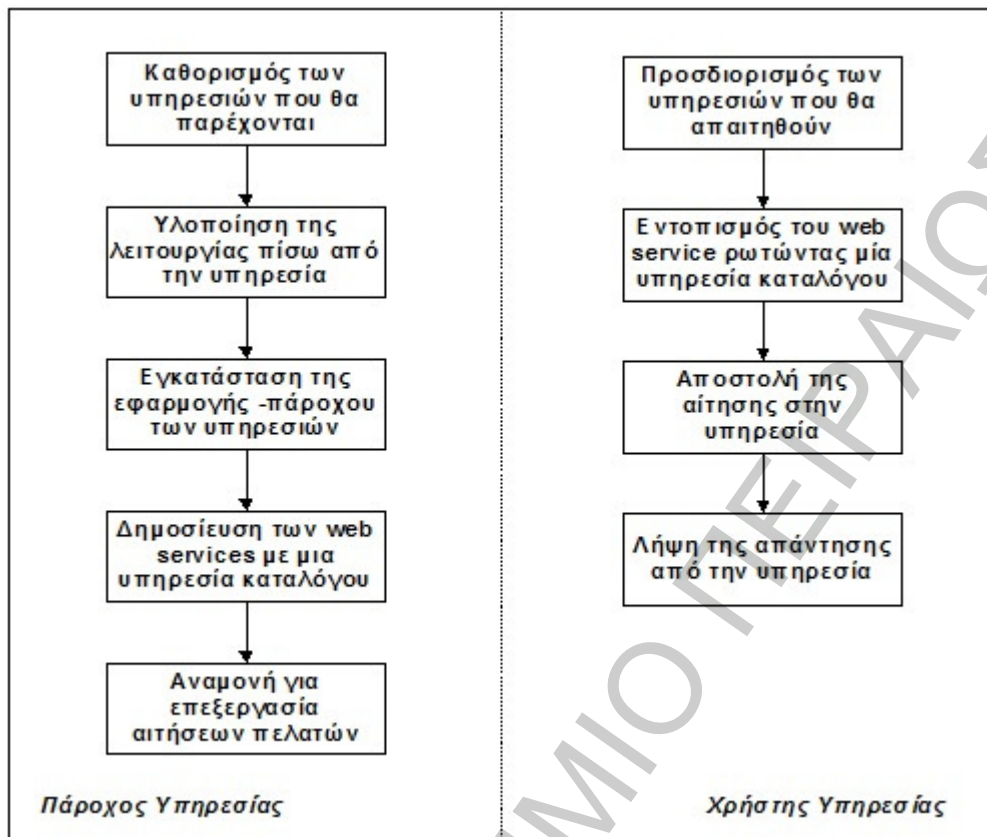 Καθορισμός των
υπηρεσιών που θα
παρέχονται
Υλοποίηση της
λειτουργίας πίσω από
την υπηρεσία
Εγκατάσταση της
εφαρμογής -πάροχου
των υπηρεσιών
Δημοσίευση των web
services με μια
υπηρεσία καταλόγου
Αναμονή για
επεξεργασία
αιτήσεων πελατών
Πάροχος Υπηρεσίας
Προσδιορισμός των
υπηρεσιών που θα
απαιτηθούν
Εντοπισμός του web
service ρωτώντας μία
υπηρεσία καταλόγου
Αποστολή της
αίτησης στην
υπηρεσία
Λήψη της απάντησης
από την υπηρεσία
Χρήστης Υπηρεσίας